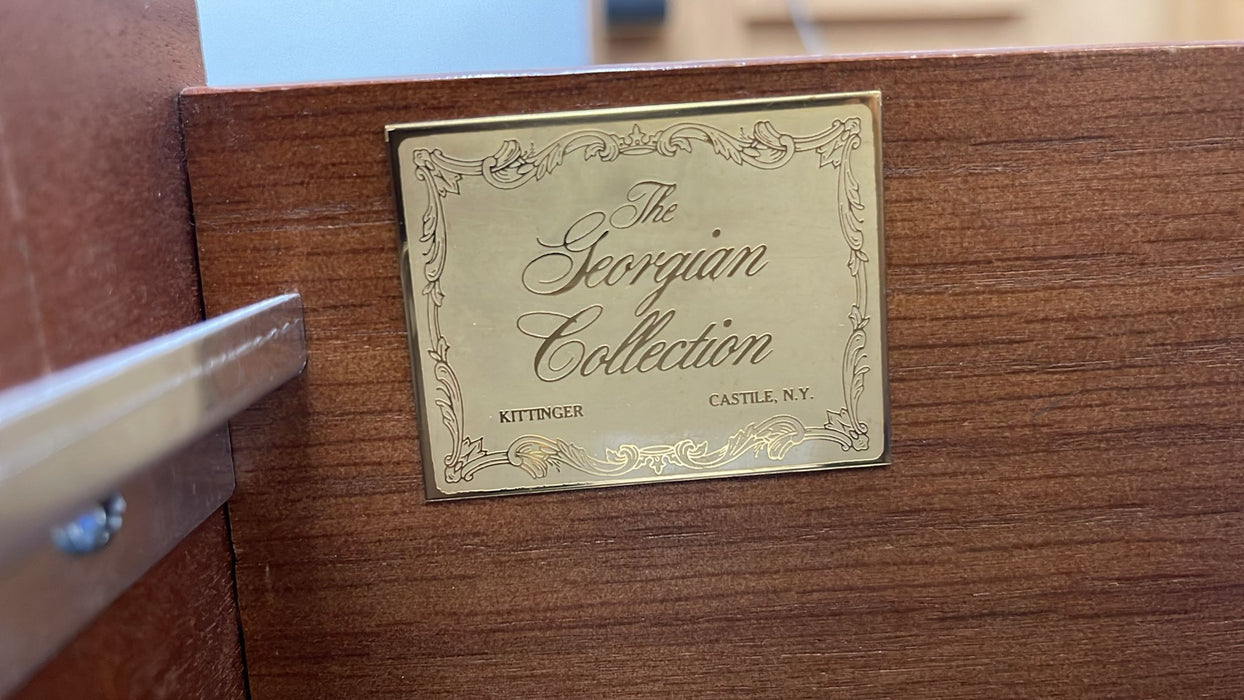 The
Georgian
Collection
KITTINGER CASTILE, N.Y.